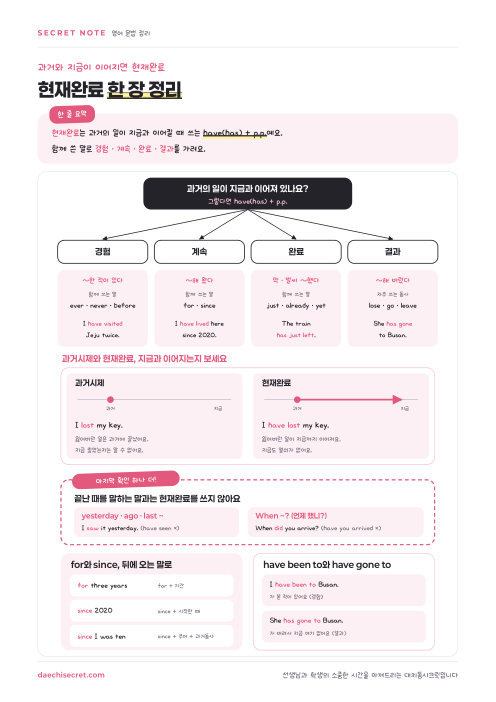 SECRET NOTE 영어 문법 정리
과거와 지금이 이어지면 현재완료
현재완료 한 장 정리
한 줄 요약
현재완료는 과거의 일이 지금과 이어질 때 쓰는 have(has) + p.p.예요.
함께 쓴 말로 경험 · 계속 · 완료 · 결과를 가려요.
과거의 일이 지금과 이어져 있나요?
그렇다면 have(has) + p.p.
경험
계속
완료
결과
~한 적이 있다
함께 쓰는 말
ever · never · before
I have visited
Jeju twice.
~해 왔다
함께 쓰는 말
for · since
I have lived here
since 2020.
막 · 벌써 ~했다
함께 쓰는 말
just · already · yet
The train
has just left.
~해 버렸다
자주 쓰는 동사
lose · go · leave
She has gone
to Busan.
과거시제와 현재완료, 지금과 이어지는지 보세요
과거시제
과거 지금
I lost my key.
잃어버린 일은 과거에 끝났어요.
지금 찾았는지는 알 수 없어요.
현재완료
과거 지금
I have lost my key.
잃어버린 일이 지금까지 이어져요.
지금도 열쇠가 없어요.
마지막 확인 하나 더!
끝난 때를 말하는 말과는 현재완료를 쓰지 않아요
yesterday · ago · last ~
I saw it yesterday. (have seen ×)
When ~? (언제 했니?)
When did you arrive? (have you arrived ×)
for와 since, 뒤에 오는 말로
for three years for + 기간
since 2020 since + 시작한 때
since I was ten since + 주어 + 과거동사
have been to와 have gone to
I have been to Busan.
가 본 적이 있어요 (경험)
She has gone to Busan.
가 버려서 지금 여기 없어요 (결과)
daechisecret.com
선생님과 학생의 소중한 시간을 아껴드리는 대치동시크릿입니다